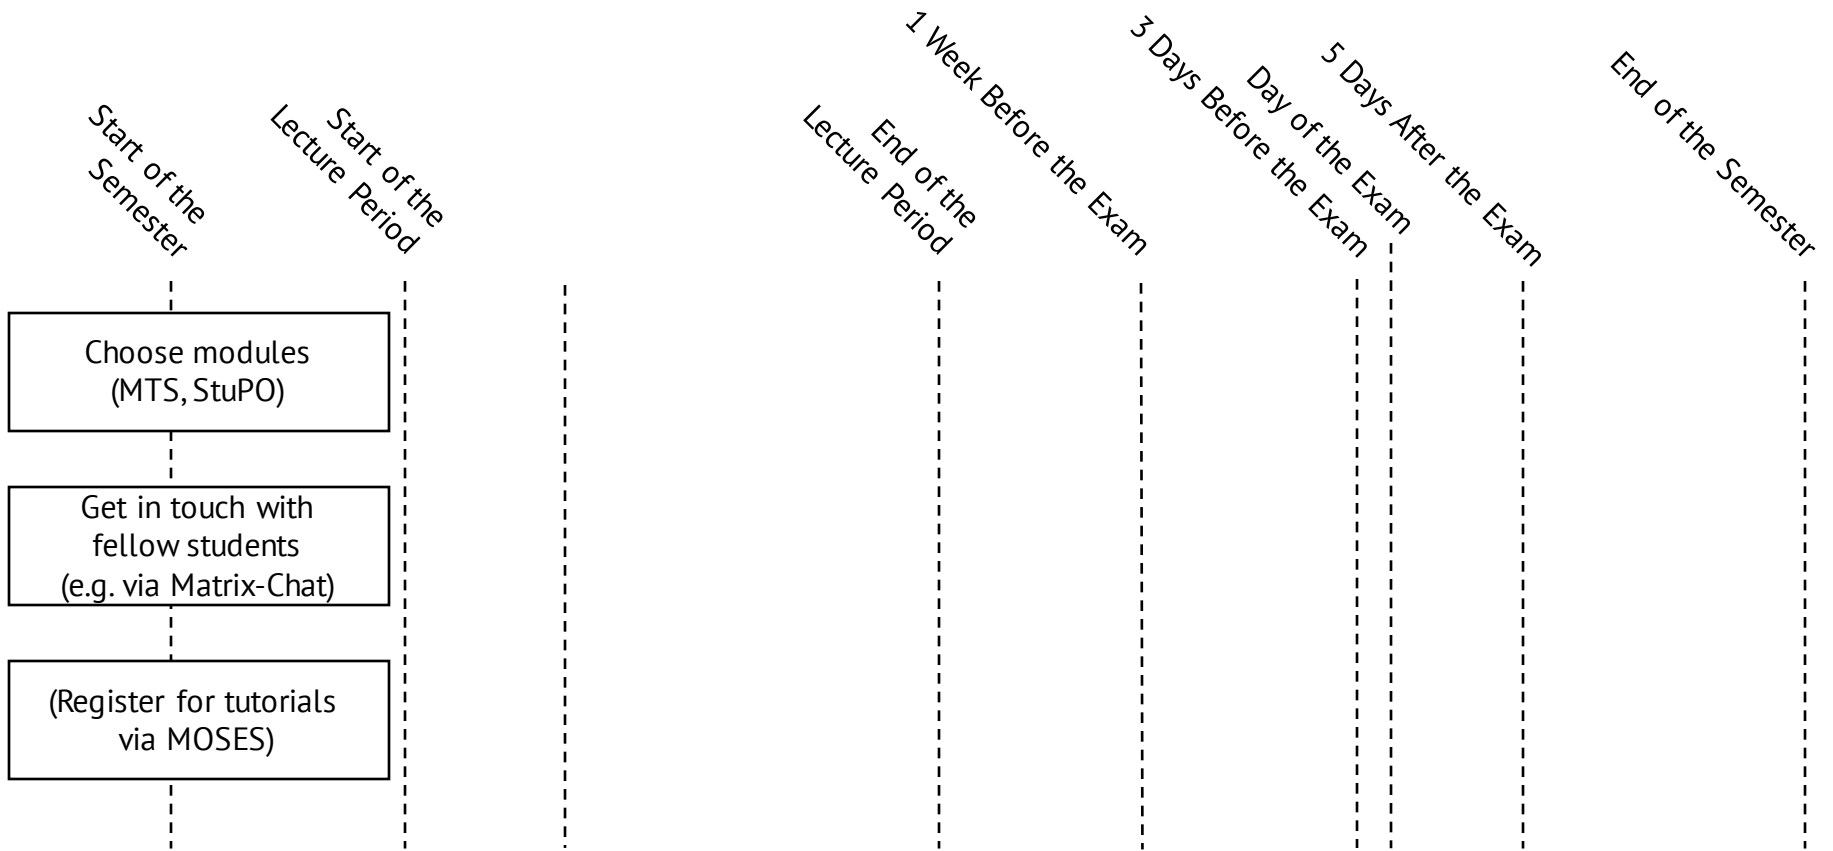 Start of the
Semester
Start of the
Lecture Period
End of the
Lecture Period
1 Week Before the Exam
3 Days Before the Exam
Day of the Exam
5 Days After the Exam
End of the Semester
Choose modules
(MTS, StuPO)
Get in touch with
fellow students
(e.g. via Matrix-Chat)
(Register for tutorials
via MOSES)